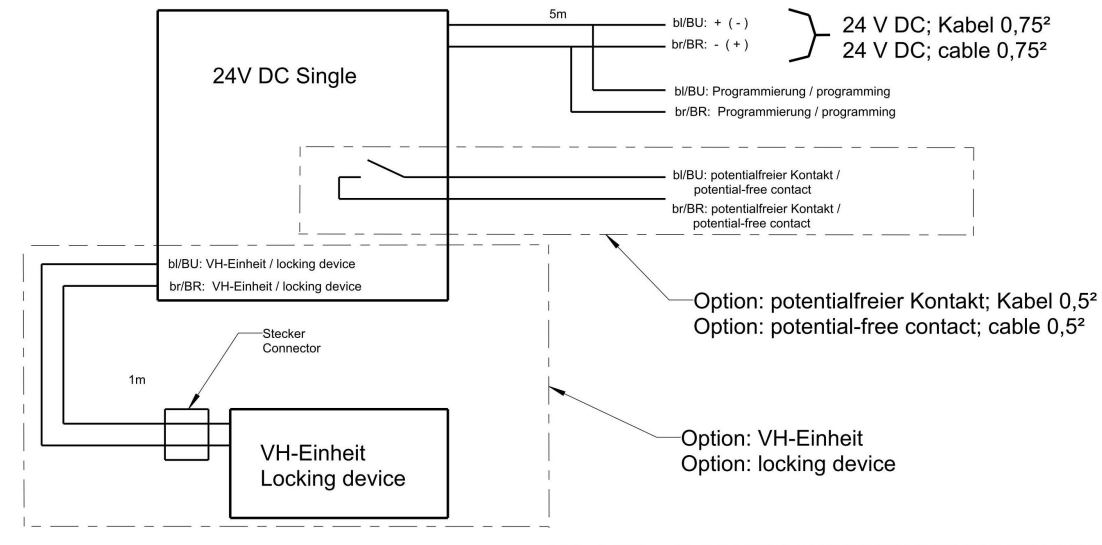 5m
bl/BU: + ( - )
br/BR: - ( + )
24 V DC; Kabel 0,75²
24 V DC; cable 0,75²
24V DC Single
bl/BU: Programmierung / programming
br/BR: Programmierung / programming
bl/BU: potentialfreier Kontakt /
potential-free contact
br/BR: potentialfreier Kontakt /
potential-free contact
bl/BU: VH-Einheit / locking device
br/BR: VH-Einheit / locking device
Option: potentialfreier Kontakt; Kabel 0,5²
Option: potential-free contact; cable 0,5²
Stecker
Connector
1m
VH-Einheit
Locking device
Option: VH-Einheit
Option: locking device